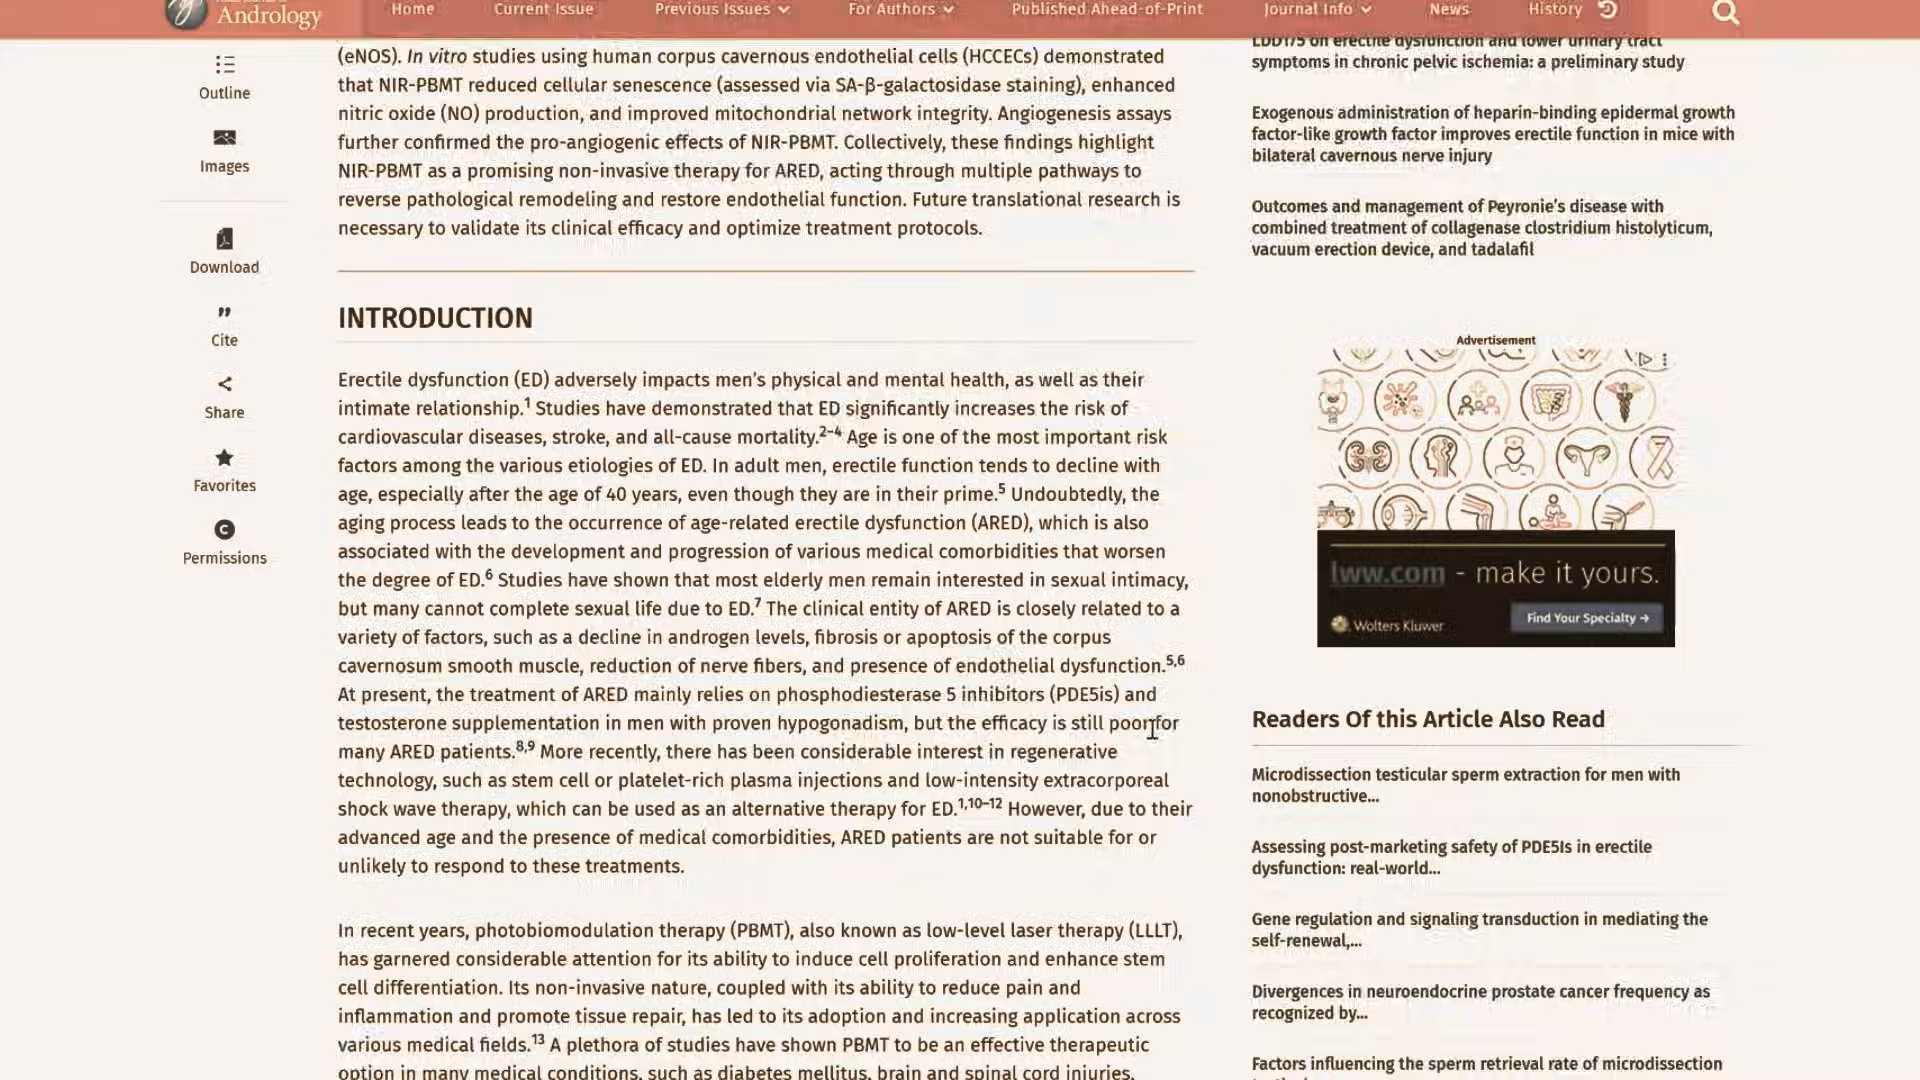 Andrology
Home
Current Issue
Previous Issues
For Authors
Published Ahead-of-Print
Journal Info
News
History
Outline
Images
Download
Cite
Share
Favorites
Permissions
(eNOS). In vitro studies using human corpus cavernous endothelial cells (HCCECs) demonstrated
that NIR-PBMT reduced cellular senescence (assessed via SA-β-galactosidase staining), enhanced
nitric oxide (NO) production, and improved mitochondrial network integrity. Angiogenesis assays
further confirmed the pro-angiogenic effects of NIR-PBMT. Collectively, these findings highlight
NIR-PBMT as a promising non-invasive therapy for ARED, acting through multiple pathways to
reverse pathological remodeling and restore endothelial function. Future translational research is
necessary to validate its clinical efficacy and optimize treatment protocols.
INTRODUCTION
Erectile dysfunction (ED) adversely impacts men's physical and mental health, as well as their
intimate relationship.1 Studies have demonstrated that ED significantly increases the risk of
cardiovascular diseases, stroke, and all-cause mortality.2–4 Age is one of the most important risk
factors among the various etiologies of ED. In adult men, erectile function tends to decline with
age, especially after the age of 40 years, even though they are in their prime.5 Undoubtedly, the
aging process leads to the occurrence of age-related erectile dysfunction (ARED), which is also
associated with the development and progression of various medical comorbidities that worsen
the degree of ED.6 Studies have shown that most elderly men remain interested in sexual intimacy,
but many cannot complete sexual life due to ED.7 The clinical entity of ARED is closely related to a
variety of factors, such as a decline in androgen levels, fibrosis or apoptosis of the corpus
cavernosum smooth muscle, reduction of nerve fibers, and presence of endothelial dysfunction.5,6
At present, the treatment of ARED mainly relies on phosphodiesterase 5 inhibitors (PDE5is) and
testosterone supplementation in men with proven hypogonadism, but the efficacy is still poor for
many ARED patients.8,9 More recently, there has been considerable interest in regenerative
technology, such as stem cell or platelet-rich plasma injections and low-intensity extracorporeal
shock wave therapy, which can be used as an alternative therapy for ED.1,10–12 However, due to their
advanced age and the presence of medical comorbidities, ARED patients are not suitable for or
unlikely to respond to these treatments.
In recent years, photobiomodulation therapy (PBMT), also known as low-level laser therapy (LLLT),
has garnered considerable attention for its ability to induce cell proliferation and enhance stem
cell differentiation. Its non-invasive nature, coupled with its ability to reduce pain and
inflammation and promote tissue repair, has led to its adoption and increasing application across
various medical fields.13 A plethora of studies have shown PBMT to be an effective therapeutic
option in many medical conditions, such as diabetes mellitus, brain and spinal cord injuries,
LDD175 on erectile dysfunction and lower urinary tract
symptoms in chronic pelvic ischemia: a preliminary study
Exogenous administration of heparin-binding epidermal growth
factor-like growth factor improves erectile function in mice with
bilateral cavernous nerve injury
Outcomes and management of Peyronie's disease with
combined treatment of collagenase clostridium histolyticum,
vacuum erection device, and tadalafil
Advertisement
lww.com - make it yours.
Wolters Kluwer
Find Your Specialty →
Readers Of this Article Also Read
Microdissection testicular sperm extraction for men with
nonobstructive...
Assessing post-marketing safety of PDE5Is in erectile
dysfunction: real-world...
Gene regulation and signaling transduction in mediating the
self-renewal,...
Divergences in neuroendocrine prostate cancer frequency as
recognized by...
Factors influencing the sperm retrieval rate of microdissection